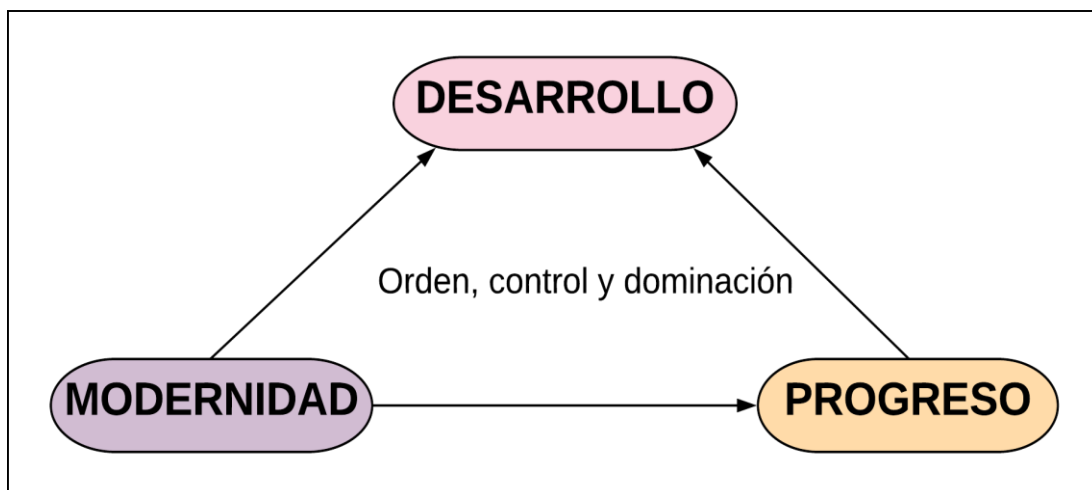 DESARROLLO
Orden, control y dominación
MODERNIDAD
PROGRESO